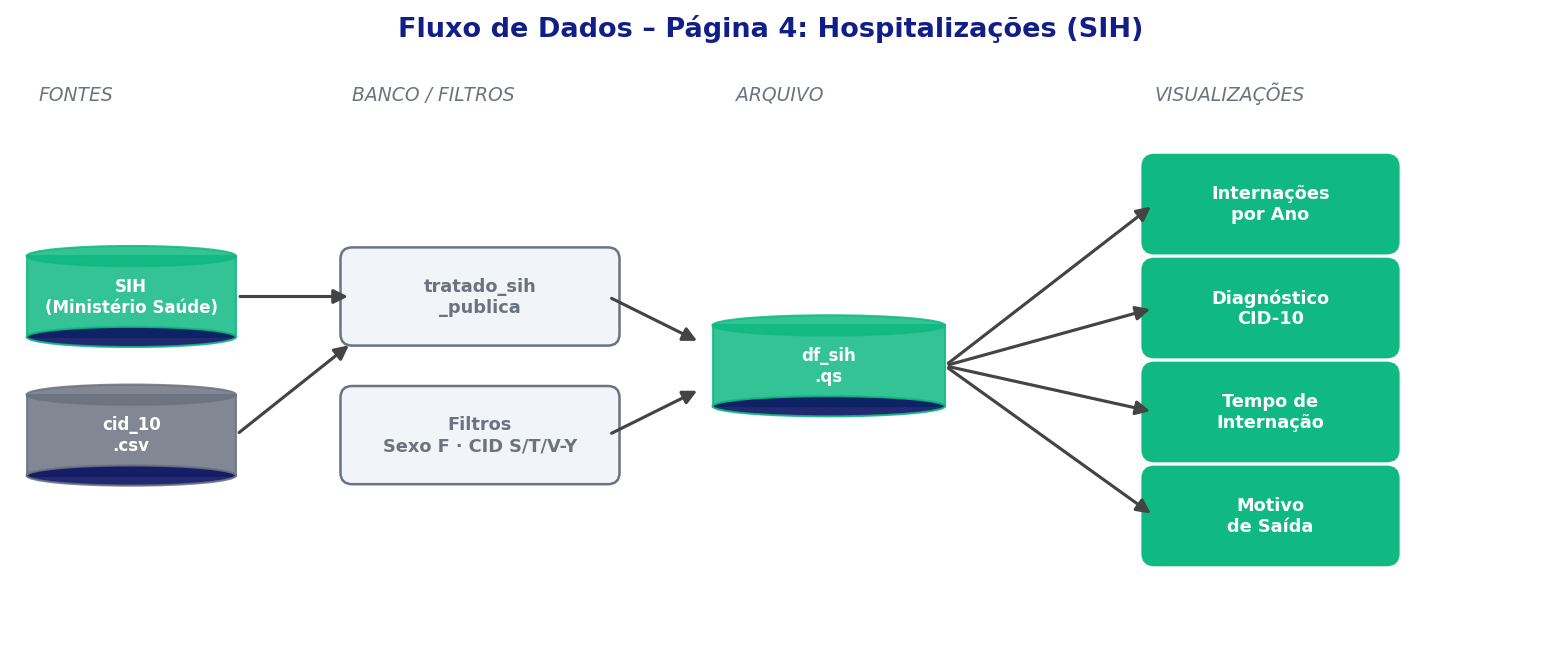 Fluxo de Dados – Página 4: Hospitalizações (SIH)
FONTES
BANCO / FILTROS
ARQUIVO
VISUALIZAÇÕES
SIH
(Ministério Saúde)
cid_10
.csv
tratado_sih
_publica
Filtros
Sexo F · CID S/T/V-Y
df_sih
.qs
Internações
por Ano
Diagnóstico
CID-10
Tempo de
Internação
Motivo
de Saída